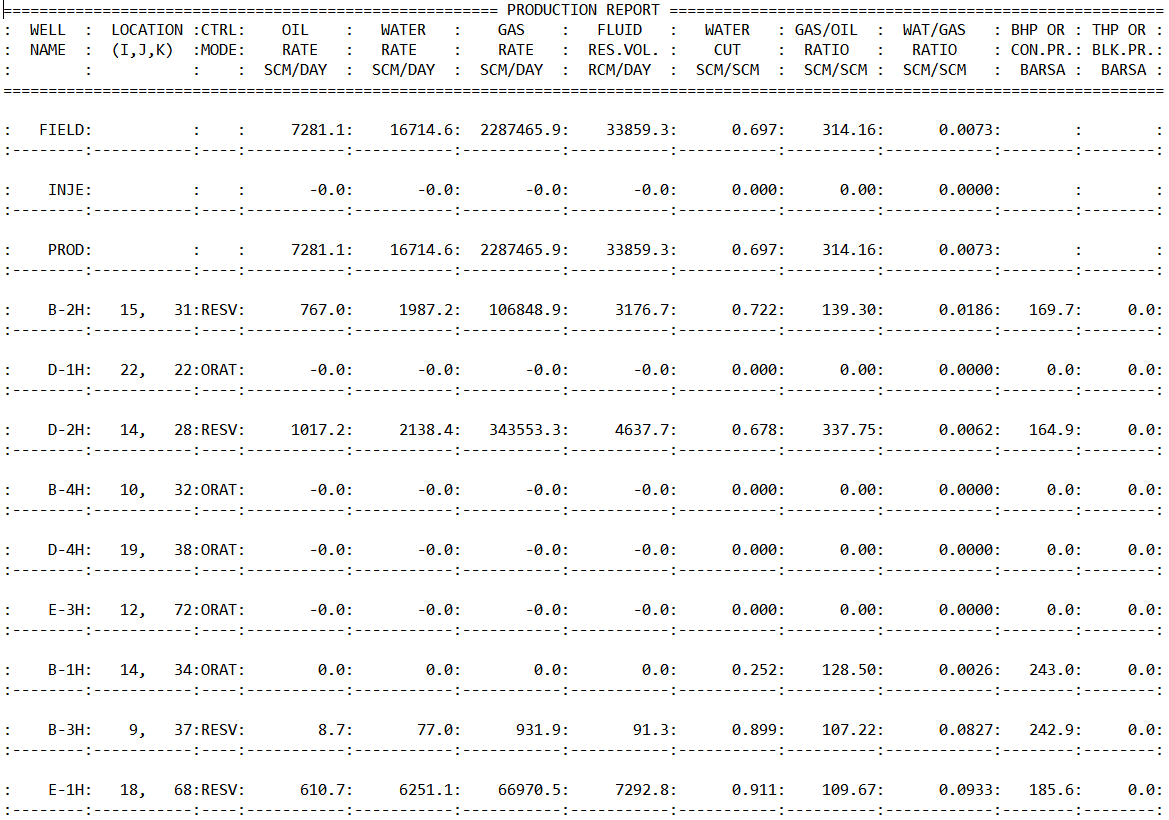 ======================================================= PRODUCTION REPORT =======================================================
:  WELL  :  LOCATION :CTRL:    OIL    :   WATER   :    GAS    :   FLUID   :   WATER   : GAS/OIL  :  WAT/GAS   : BHP OR : THP OR :
:  NAME  :  (I,J,K)  :MODE:    RATE   :   RATE    :    RATE   :  RES.VOL. :    CUT    :  RATIO   :   RATIO    : CON.PR.: BLK.PR.:
:        :           :    :  SCM/DAY  :  SCM/DAY  :  SCM/DAY  :  RCM/DAY  :  SCM/SCM  :  SCM/SCM :  SCM/SCM   :  BARSA :  BARSA :
=================================================================================================================================
:   FIELD:           :    :     7281.1:    16714.6:  2287465.9:    33859.3:      0.697:    314.16:      0.0073:        :        :
:--------:-----------:----:-----------:-----------:-----------:-----------:-----------:----------:------------:--------:--------:
:    INJE:           :    :       -0.0:       -0.0:       -0.0:       -0.0:      0.000:      0.00:      0.0000:        :        :
:--------:-----------:----:-----------:-----------:-----------:-----------:-----------:----------:------------:--------:--------:
:    PROD:           :    :     7281.1:    16714.6:  2287465.9:    33859.3:      0.697:    314.16:      0.0073:        :        :
:--------:-----------:----:-----------:-----------:-----------:-----------:-----------:----------:------------:--------:--------:
:    B-2H:   15,   31:RESV:      767.0:     1987.2:   106848.9:     3176.7:      0.722:    139.30:      0.0186:   169.7:     0.0:
:--------:-----------:----:-----------:-----------:-----------:-----------:-----------:----------:------------:--------:--------:
:    D-1H:   22,   22:ORAT:       -0.0:       -0.0:       -0.0:       -0.0:      0.000:      0.00:      0.0000:     0.0:     0.0:
:--------:-----------:----:-----------:-----------:-----------:-----------:-----------:----------:------------:--------:--------:
:    D-2H:   14,   28:RESV:     1017.2:     2138.4:   343553.3:     4637.7:      0.678:    337.75:      0.0062:   164.9:     0.0:
:--------:-----------:----:-----------:-----------:-----------:-----------:-----------:----------:------------:--------:--------:
:    B-4H:   10,   32:ORAT:       -0.0:       -0.0:       -0.0:       -0.0:      0.000:      0.00:      0.0000:     0.0:     0.0:
:--------:-----------:----:-----------:-----------:-----------:-----------:-----------:----------:------------:--------:--------:
:    D-4H:   19,   38:ORAT:       -0.0:       -0.0:       -0.0:       -0.0:      0.000:      0.00:      0.0000:     0.0:     0.0:
:--------:-----------:----:-----------:-----------:-----------:-----------:-----------:----------:------------:--------:--------:
:    E-3H:   12,   72:ORAT:       -0.0:       -0.0:       -0.0:       -0.0:      0.000:      0.00:      0.0000:     0.0:     0.0:
:--------:-----------:----:-----------:-----------:-----------:-----------:-----------:----------:------------:--------:--------:
:    B-1H:   14,   34:ORAT:        0.0:        0.0:        0.0:        0.0:      0.252:    128.50:      0.0026:   243.0:     0.0:
:--------:-----------:----:-----------:-----------:-----------:-----------:-----------:----------:------------:--------:--------:
:    B-3H:    9,   37:RESV:        8.7:       77.0:      931.9:       91.3:      0.899:    107.22:      0.0827:   242.9:     0.0:
:--------:-----------:----:-----------:-----------:-----------:-----------:-----------:----------:------------:--------:--------:
:    E-1H:   18,   68:RESV:      610.7:     6251.1:    66970.5:     7292.8:      0.911:    109.67:      0.0933:   185.6:     0.0:
:--------:-----------:----:-----------:-----------:-----------:-----------:-----------:----------:------------:--------:--------: